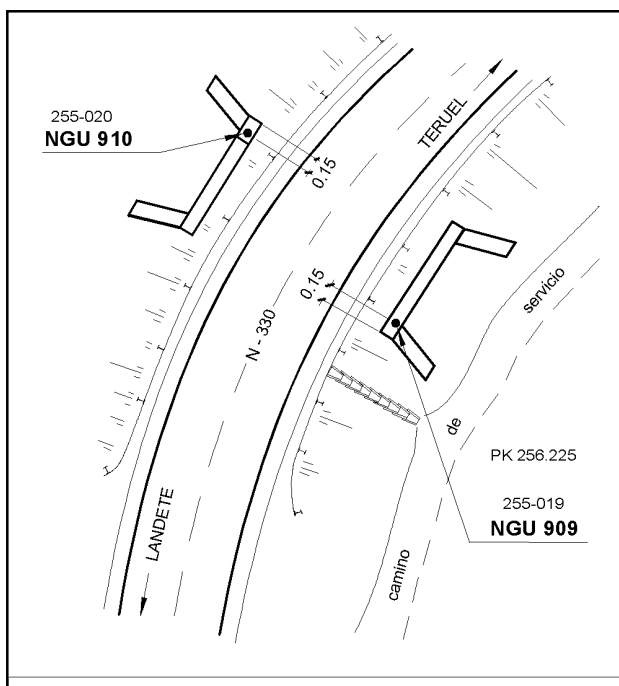 255-020
NGU 910
0.15
TERUEL
0.15
N - 330
servicio
de
PK 256.225
255-019
NGU 909
LANDETE
camino